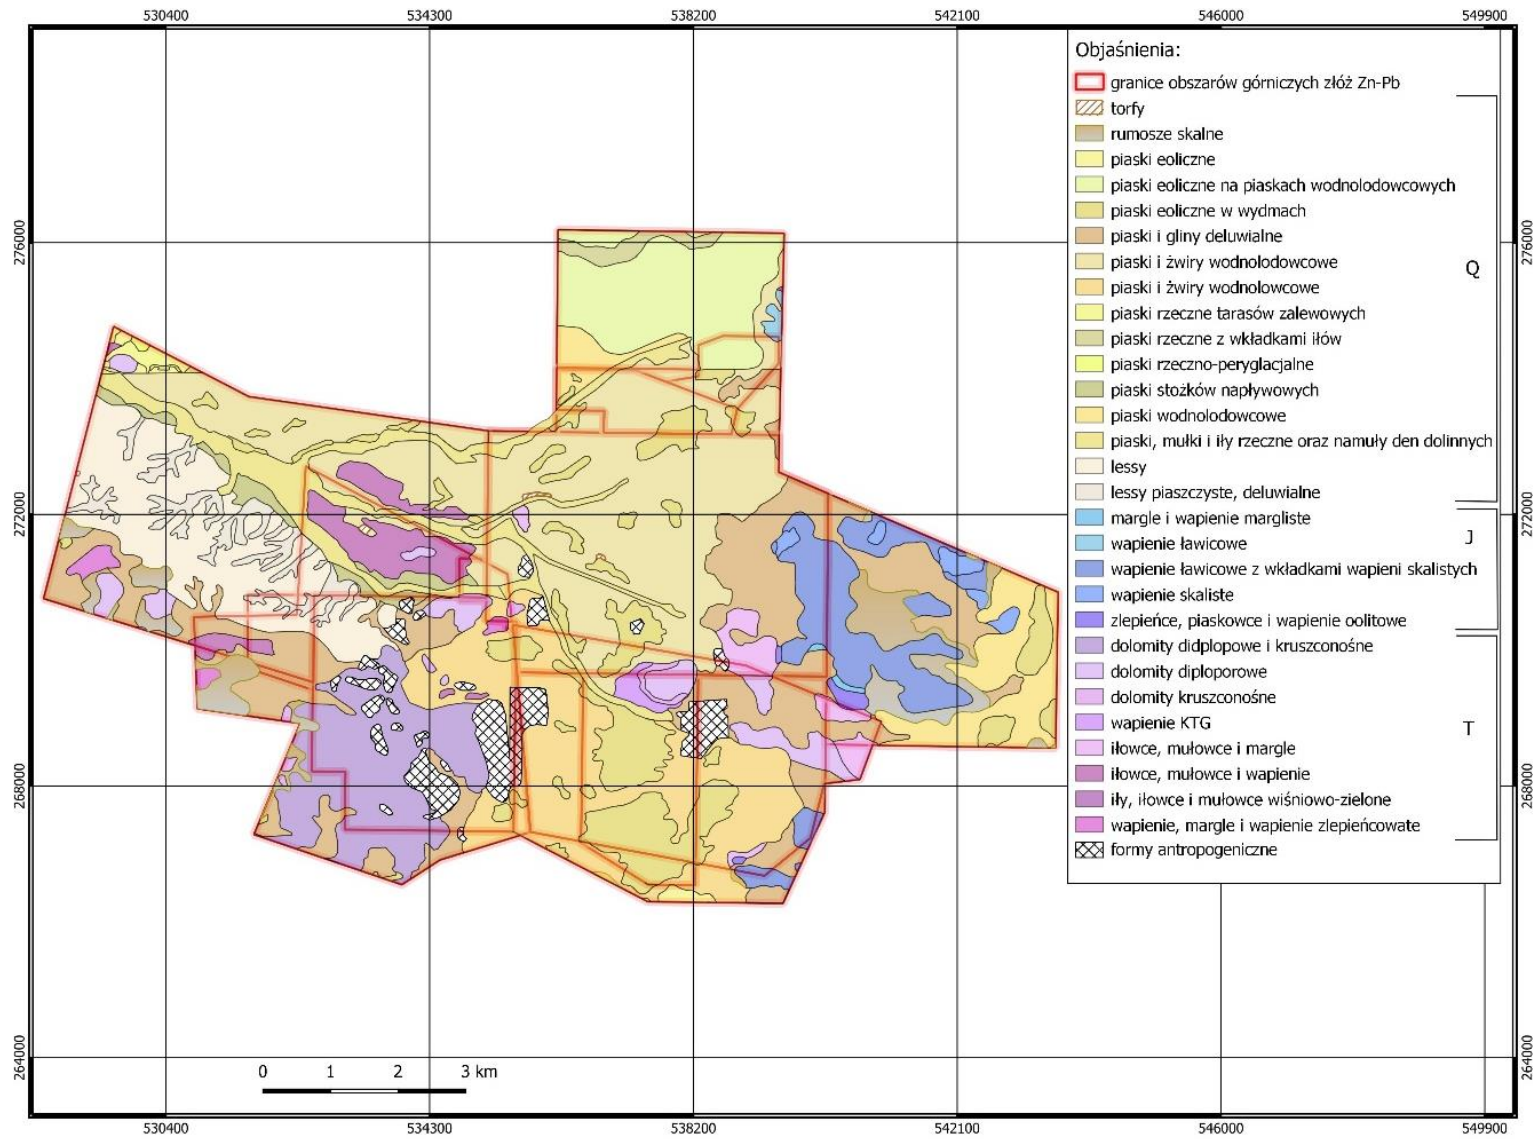 530400 534300 538200 542100 546000 549900
Objaśnienia:
granice obszarów górniczych złóż Zn-Pb
torfy
rumosze skalne
piaski eoliczne
piaski eoliczne na piaskach wodnolodowcowych
piaski eoliczne w wydmach
piaski i gliny deluwialne
piaski i żwiry wodnolodowcowe
piaski i żwiry wodnolowcowe
piaski rzeczne tarasów zalewowych
piaski rzeczne z wkładkami iłów
piaski rzeczno-peryglacjalne
piaski stożków napływowych
piaski wodnolodowcowe
piaski, mułki i iły rzeczne oraz namuły den dolinnych
lessy
lessy piaszczyste, deluwialne
Q
margle i wapienie margliste
wapienie ławicowe
wapienie ławicowe z wkładkami wapieni skalistych
wapienie skaliste
zlepieńce, piaskowce i wapienie oolitowe
J
dolomity didplopowe i kruszconośne
dolomity diploporowe
dolomity kruszconośne
wapienie KTG
iłowce, mułowce i margle
iłowce, mułowce i wapienie
iły, iłowce i mułowce wiśniowo-zielone
wapienie, margle i wapienie zlepieńcowate
T
formy antropogeniczne
276000 276000
272000 272000
268000 268000
264000 264000
0 1 2 3 km
530400 534300 538200 542100 546000 549900